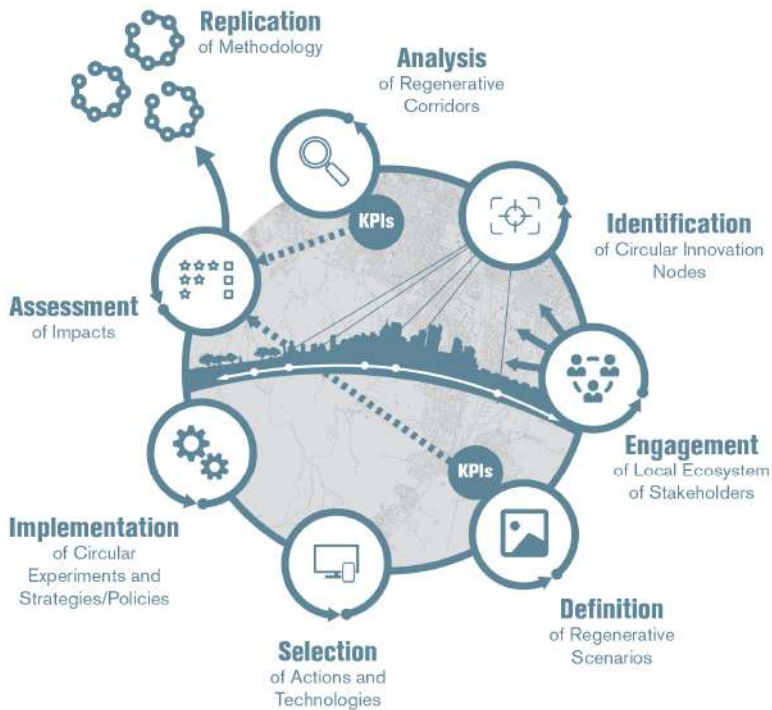 Replication
of Methodology
Analysis
of Regenerative
Corridors
KPIs
Identification
of Circular Innovation
Nodes
Assessment
of Impacts
Engagement
of Local Ecosystem
of Stakeholders
KPIs
Implementation
of Circular
Experiments and
Strategies/Policies
Definition
of Regenerative
Scenarios
Selection
of Actions and
Technologies